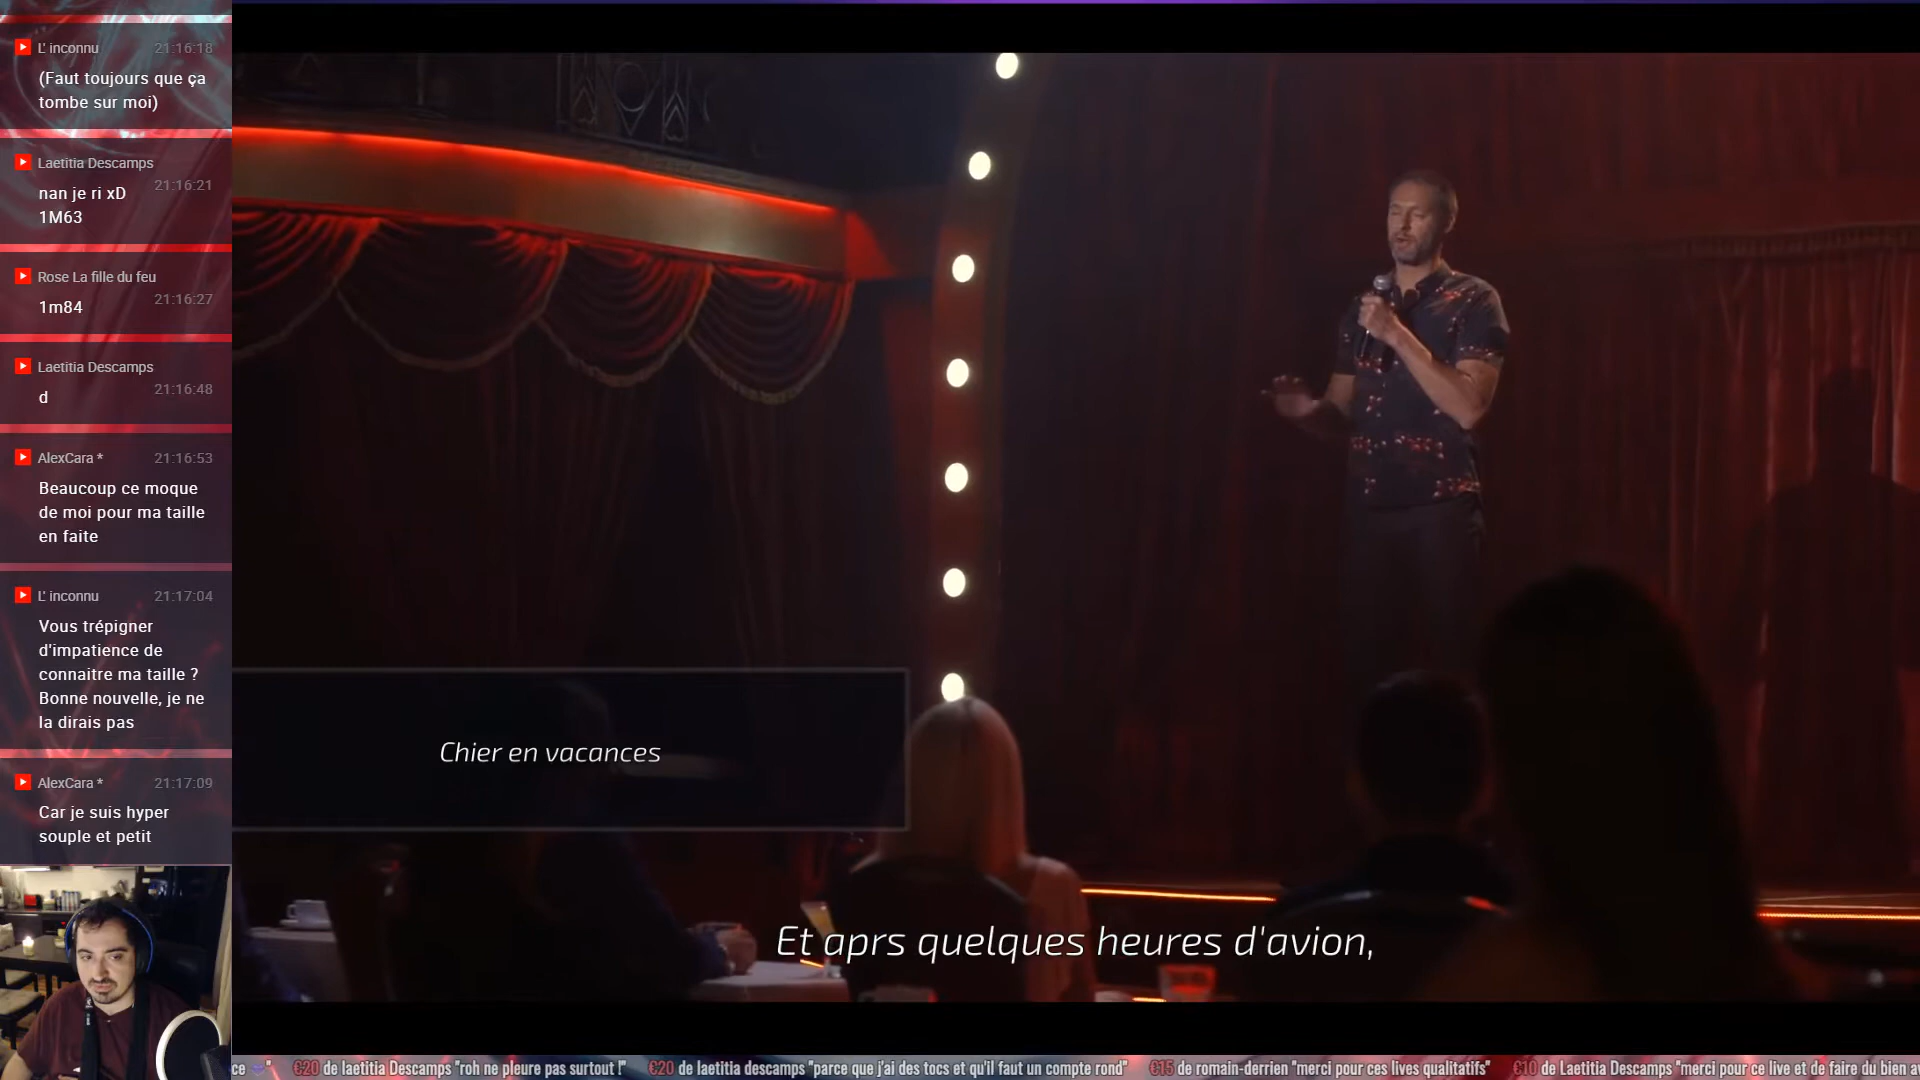 L' inconnu 21:16:18
(Faut toujours que ça
tombe sur moi)
Laetitia Descamps
21:16:21
nan je ri xD
1M63
Rose La fille du feu
21:16:27
1m84
Laetitia Descamps
21:16:48
d
AlexCara * 21:16:53
Beaucoup ce moque
de moi pour ma taille
en faite
L' inconnu 21:17:04
Vous trépigner
d'impatience de
connaitre ma taille ?
Bonne nouvelle, je ne
la dirais pas
AlexCara * 21:17:09
Car je suis hyper
souple et petit
Chier en vacances
Et aprs quelques heures d'avion,
ce " €20 de laetitia Descamps "roh ne pleure pas surtout !" €20 de laetitia descamps "parce que j'ai des tocs et qu'il faut un compte rond" €15 de romain-derrien "merci pour ces lives qualitatifs" €10 de Laetitia Descamps "merci pour ce live et de faire du bien av